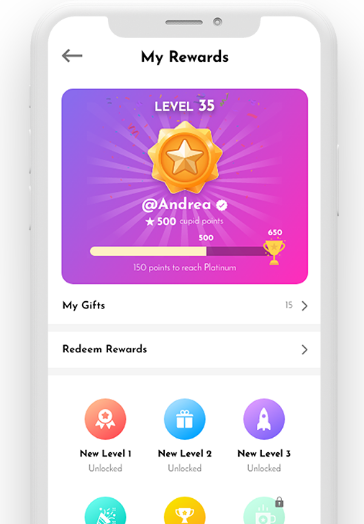 My Rewards
LEVEL 35
@Andrea
500 cupid points
500
650
150 points to reach Platinum
My Gifts 15
Redeem Rewards
New Level 1
Unlocked
New Level 2
Unlocked
New Level 3
Unlocked